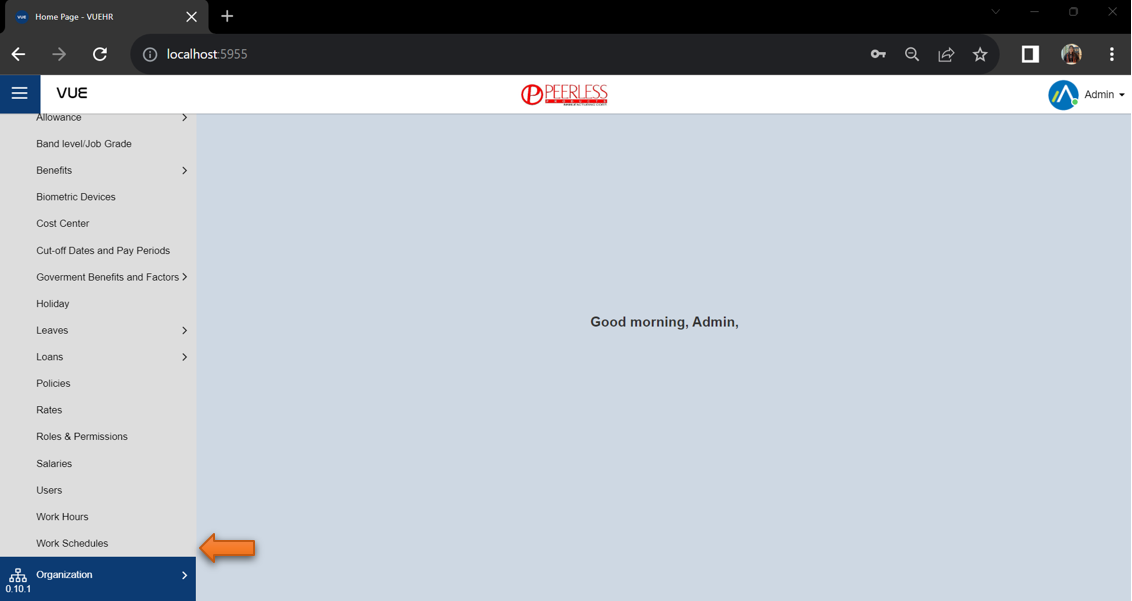 VUE Home Page - VUEHR
localhost:5955
VUE
PEERLESS
PRODUCTS
Admin
Allowance
Band level/Job Grade
Benefits
Biometric Devices
Cost Center
Cut-off Dates and Pay Periods
Goverment Benefits and Factors
Holiday
Leaves
Loans
Policies
Rates
Roles & Permissions
Salaries
Users
Work Hours
Work Schedules
Organization
0.10.1
Good morning, Admin,